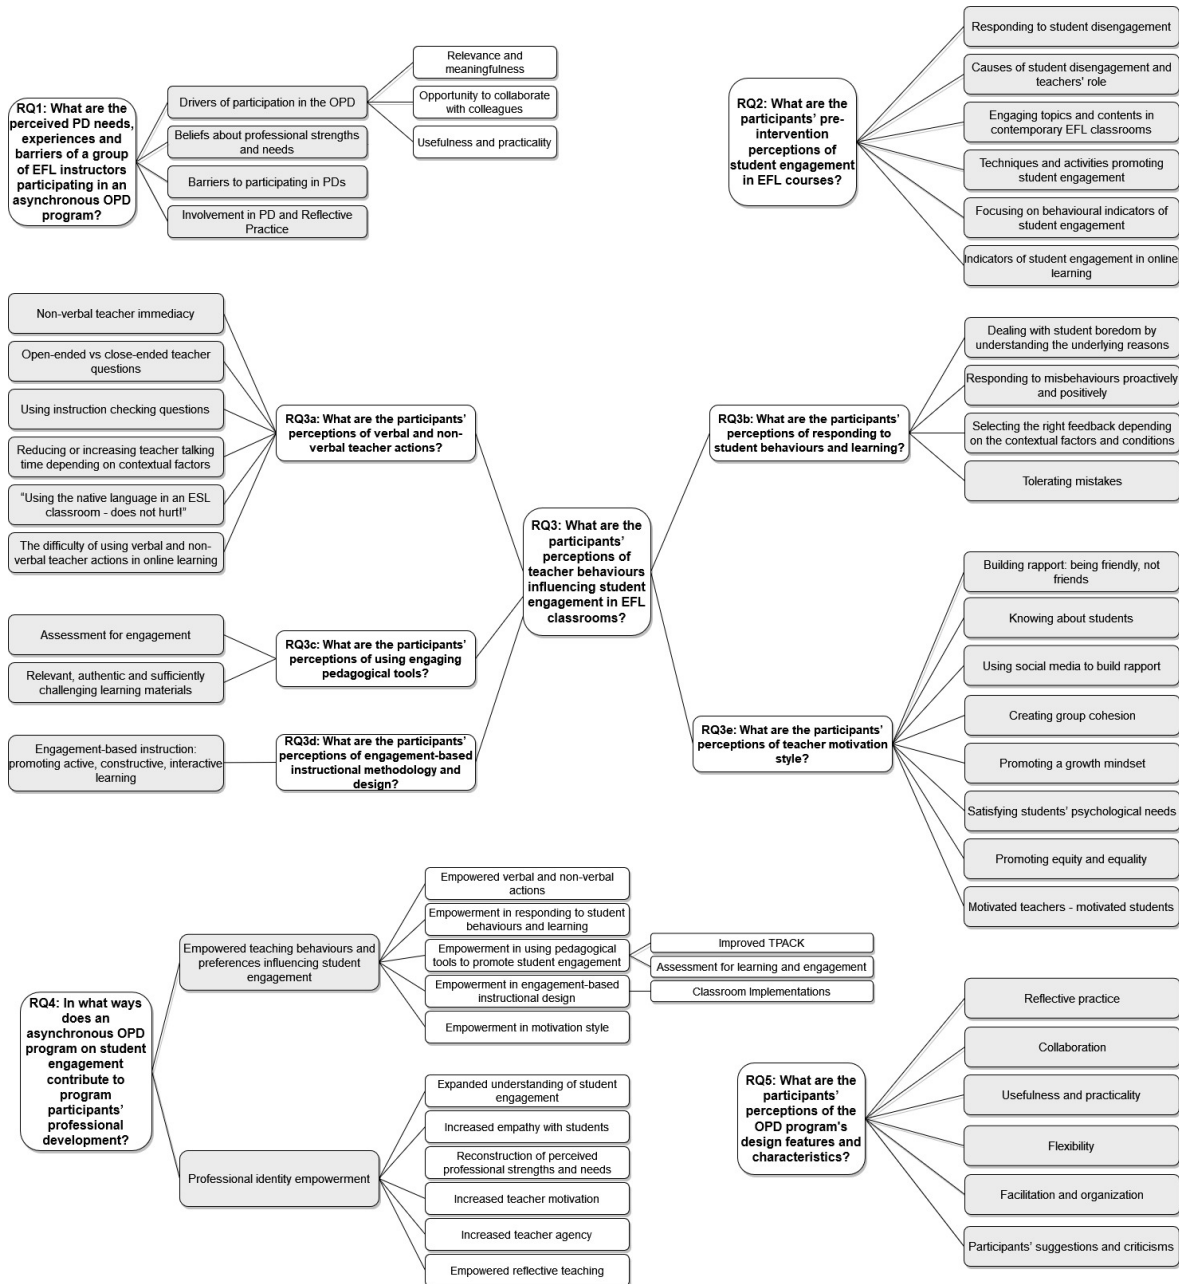 RQ1: What are the
perceived PD needs,
experiences and
barriers of a group
of EFL instructors
participating in an
asynchronous OPD
program?
Drivers of participation in the OPD
Beliefs about professional strengths
and needs
Barriers to participating in PDs
Involvement in PD and Reflective
Practice
Relevance and
meaningfulness
Opportunity to collaborate
with colleagues
Usefulness and practicality
RQ2: What are the
participants’ pre-
intervention
perceptions of
student engagement
in EFL courses?
Responding to student disengagement
Causes of student disengagement and
teachers' role
Engaging topics and contents in
contemporary EFL classrooms
Techniques and activities promoting
student engagement
Focusing on behavioural indicators of
student engagement
Indicators of student engagement in online
learning
Non-verbal teacher immediacy
Open-ended vs close-ended teacher
questions
Using instruction checking questions
Reducing or increasing teacher talking
time depending on contextual factors
“Using the native language in an ESL
classroom - does not hurt!”
The difficulty of using verbal and non-
verbal teacher actions in online learning
RQ3a: What are the participants’
perceptions of verbal and non-
verbal teacher actions?
RQ3b: What are the participants’
perceptions of responding to
student behaviours and learning?
Dealing with student boredom by
understanding the underlying reasons
Responding to misbehaviours proactively
and positively
Selecting the right feedback depending
on the contextual factors and conditions
Tolerating mistakes
RQ3: What are the
participants’
perceptions of
teacher behaviours
influencing student
engagement in EFL
classrooms?
Assessment for engagement
Relevant, authentic and sufficiently
challenging learning materials
RQ3c: What are the participants’
perceptions of using engaging
pedagogical tools?
Engagement-based instruction:
promoting active, constructive, interactive
learning
RQ3d: What are the participants’
perceptions of engagement-based
instructional methodology and
design?
RQ3e: What are the participants’
perceptions of teacher motivation
style?
Building rapport: being friendly, not
friends
Knowing about students
Using social media to build rapport
Creating group cohesion
Promoting a growth mindset
Satisfying students’ psychological needs
Promoting equity and equality
Motivated teachers - motivated students
RQ4: In what ways
does an
asynchronous OPD
program on student
engagement
contribute to
program
participants’
professional
development?
Empowered teaching behaviours and
preferences influencing student
engagement
Empowered verbal and non-verbal
actions
Empowerment in responding to student
behaviours and learning
Empowerment in using pedagogical
tools to promote student engagement
Empowerment in engagement-based
instructional design
Empowerment in motivation style
Improved TPACK
Assessment for learning and engagement
Classroom Implementations
Professional identity empowerment
Expanded understanding of student
engagement
Increased empathy with students
Reconstruction of perceived
professional strengths and needs
Increased teacher motivation
Increased teacher agency
Empowered reflective teaching
RQ5: What are the
participants’
perceptions of the
OPD program's
design features and
characteristics?
Reflective practice
Collaboration
Usefulness and practicality
Flexibility
Facilitation and organization
Participants’ suggestions and criticisms